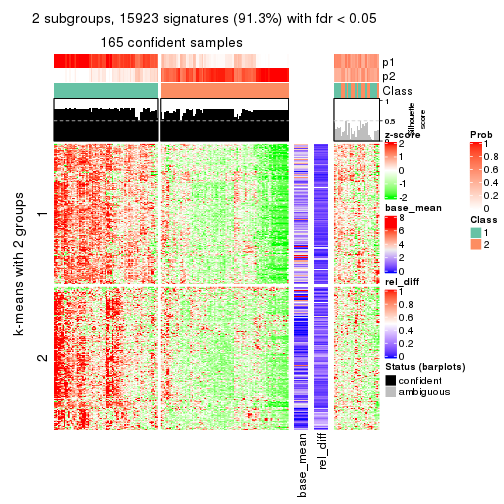 2 subgroups, 15923 signatures (91.3%) with fdr < 0.05
165 confident samples
p1
p2
Class
1
0.5
0
Silhouette
score
k-means with 2 groups
1
2
base_mean
rel_diff
z-score
2
1
0
-1
-2
base_mean
8
6
4
2
0
rel_diff
1
0.8
0.6
0.4
0.2
0
Status (barplots)
confident
ambiguous
Prob
1
0.8
0.6
0.4
0.2
0
Class
1
2